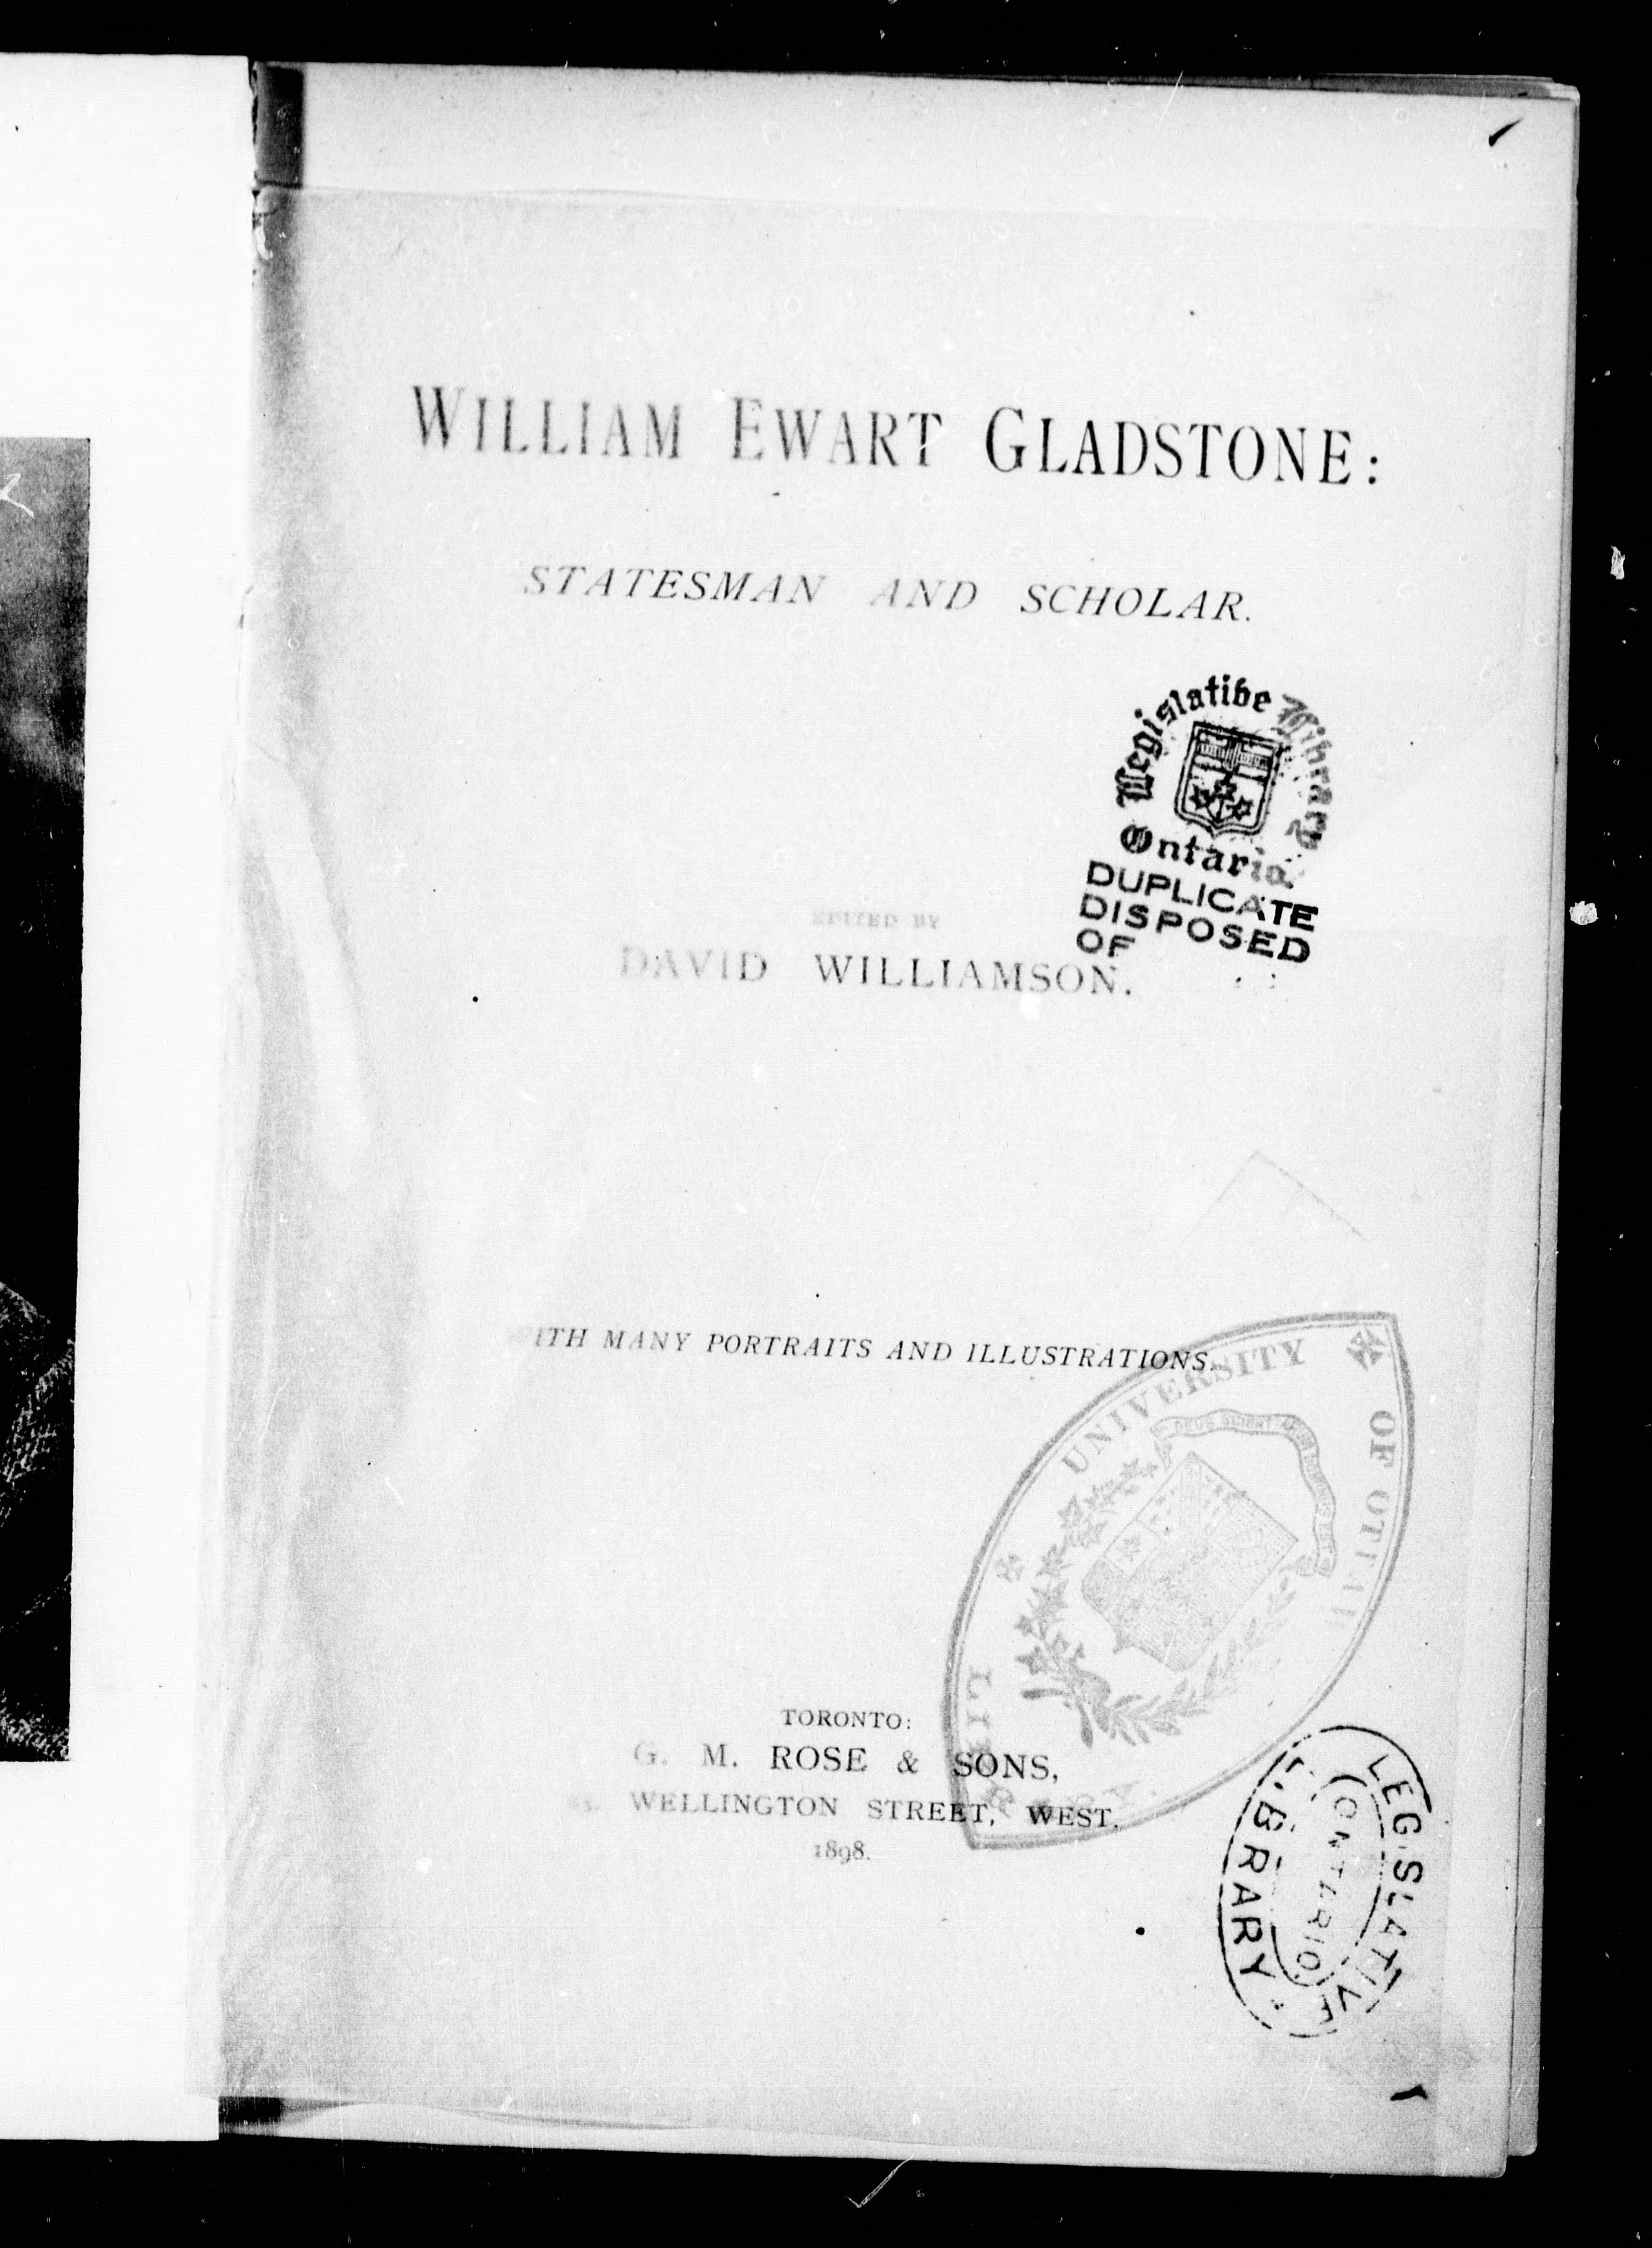 WILLIAM EWART GLADSTONE:
STATESMAN AND SCHOLAR.
Legislative Library
Ontario
DUPLICATE
DISPOSED
OF
EDITED BY
DAVID WILLIAMSON.
ITH MANY PORTRAITS AND ILLUSTRATIONS.
UNIVERSITY OF OTTAW
TORONTO:
G. M. ROSE & SONS,
WELLINGTON STREET, WEST.
1898.
LEGISLATIVE
LIBRARY
ONTARIO